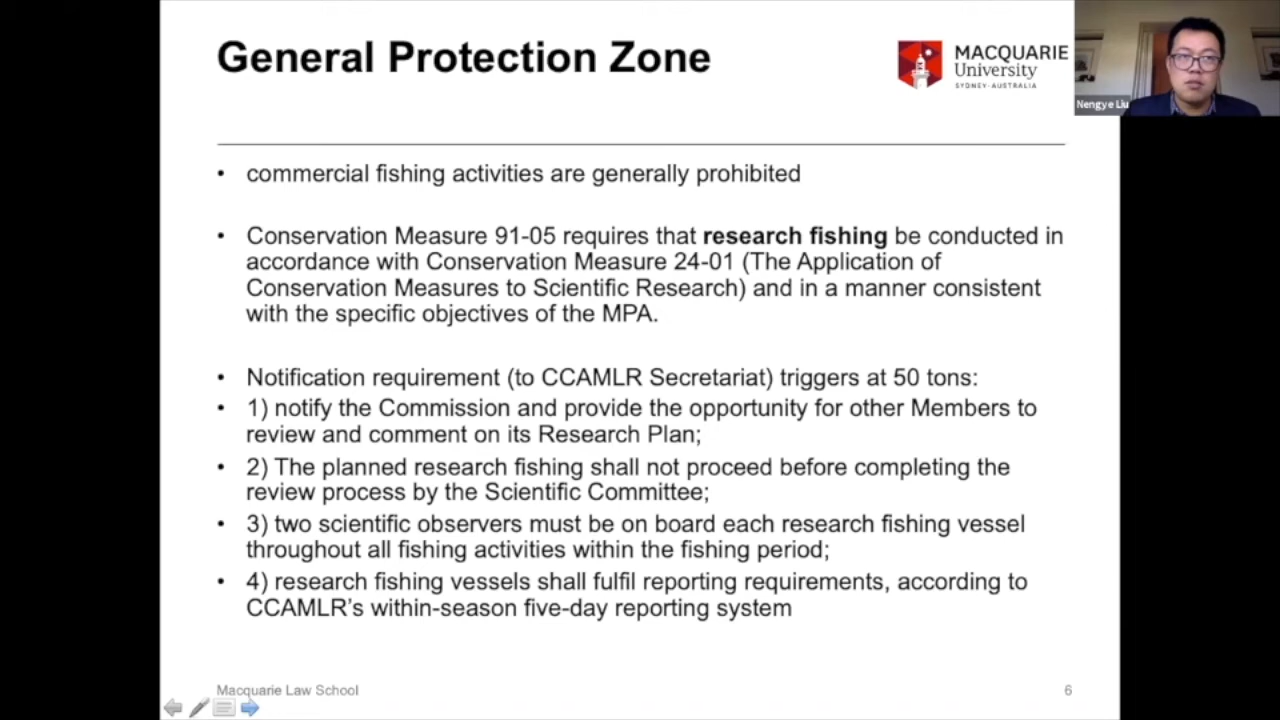 General Protection Zone
MACQUARIE
University
SYDNEY·AUSTRALIA
Nengye Liu
• commercial fishing activities are generally prohibited
• Conservation Measure 91-05 requires that research fishing be conducted in
accordance with Conservation Measure 24-01 (The Application of
Conservation Measures to Scientific Research) and in a manner consistent
with the specific objectives of the MPA.
• Notification requirement (to CCAMLR Secretariat) triggers at 50 tons:
• 1) notify the Commission and provide the opportunity for other Members to
review and comment on its Research Plan;
• 2) The planned research fishing shall not proceed before completing the
review process by the Scientific Committee;
• 3) two scientific observers must be on board each research fishing vessel
throughout all fishing activities within the fishing period;
• 4) research fishing vessels shall fulfil reporting requirements, according to
CCAMLR’s within-season five-day reporting system
Macquarie Law School
6